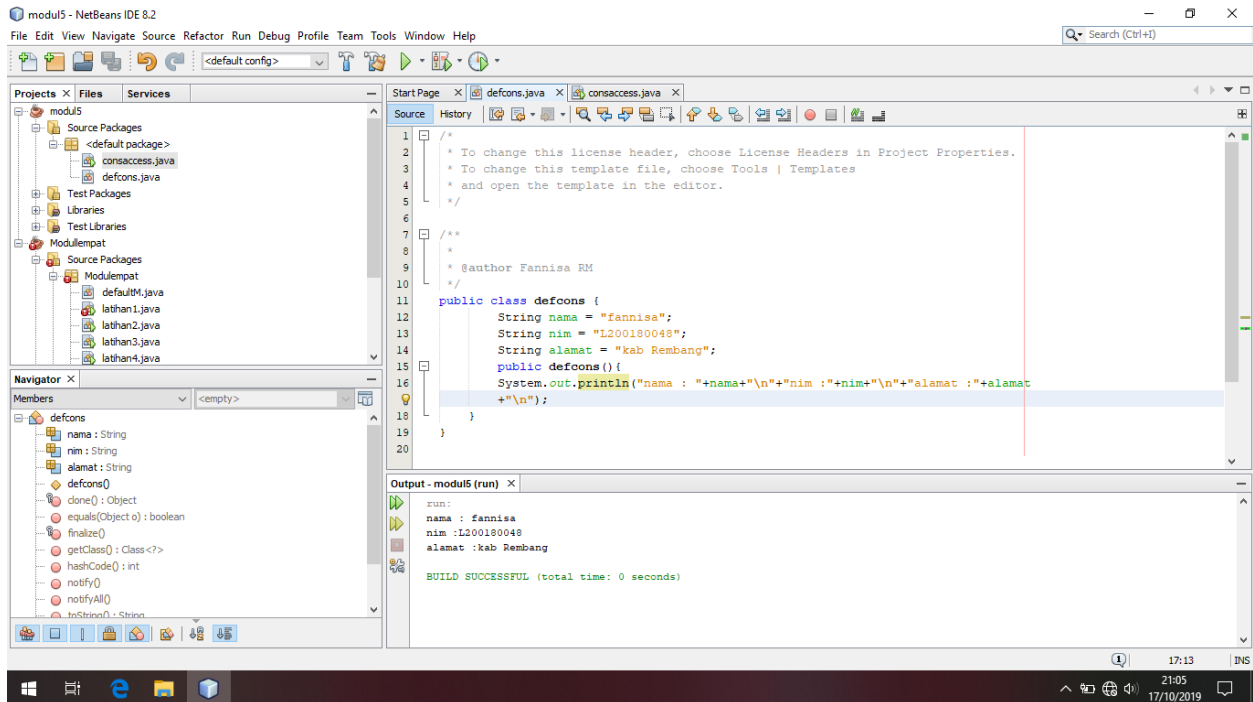 modul5 - NetBeans IDE 8.2
File Edit View Navigate Source Refactor Run Debug Profile Team Tools Window Help
Search (Ctrl+I)
<default config>
Projects Files Services
modul5
Source Packages
<default package>
consaccess.java
defcons.java
Test Packages
Libraries
Test Libraries
Modullempat
Source Packages
Modulempat
defaultM.java
latihan1.java
latihan2.java
latihan3.java
latihan4.java
Navigator
Members <empty>
defcons
nama : String
nim : String
alamat : String
defcons()
clone() : Object
equals(Object o) : boolean
finalize()
getClass() : Class<?>
hashCode() : int
notify()
notifyAll()
toString() : String
Start Page defcons.java consaccess.java
Source History
1 /*
2 * To change this license header, choose License Headers in Project Properties.
3 * To change this template file, choose Tools | Templates
4 * and open the template in the editor.
5 */
6
7 /**
8 *
9 * @author Fannisa RM
10 */
11 public class defcons {
12 String nama = "fannisa";
13 String nim = "L200180048";
14 String alamat = "kab Rembang";
15 public defcons(){
16 System.out.println("nama : "+nama+"\n"+"nim :"+nim+"\n"+"alamat :"+alamat
+"\n");
18 }
19 }
20
Output - modul5 (run)
run:
nama : fannisa
nim :L200180048
alamat :kab Rembang
BUILD SUCCESSFUL (total time: 0 seconds)
1 17:13 INS
21:05
17/10/2019